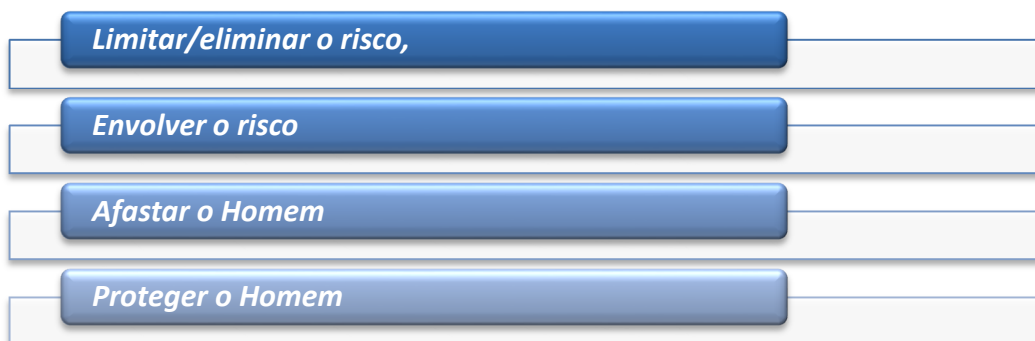 Limitar/eliminar o risco,
Envolver o risco
Afastar o Homem
Proteger o Homem